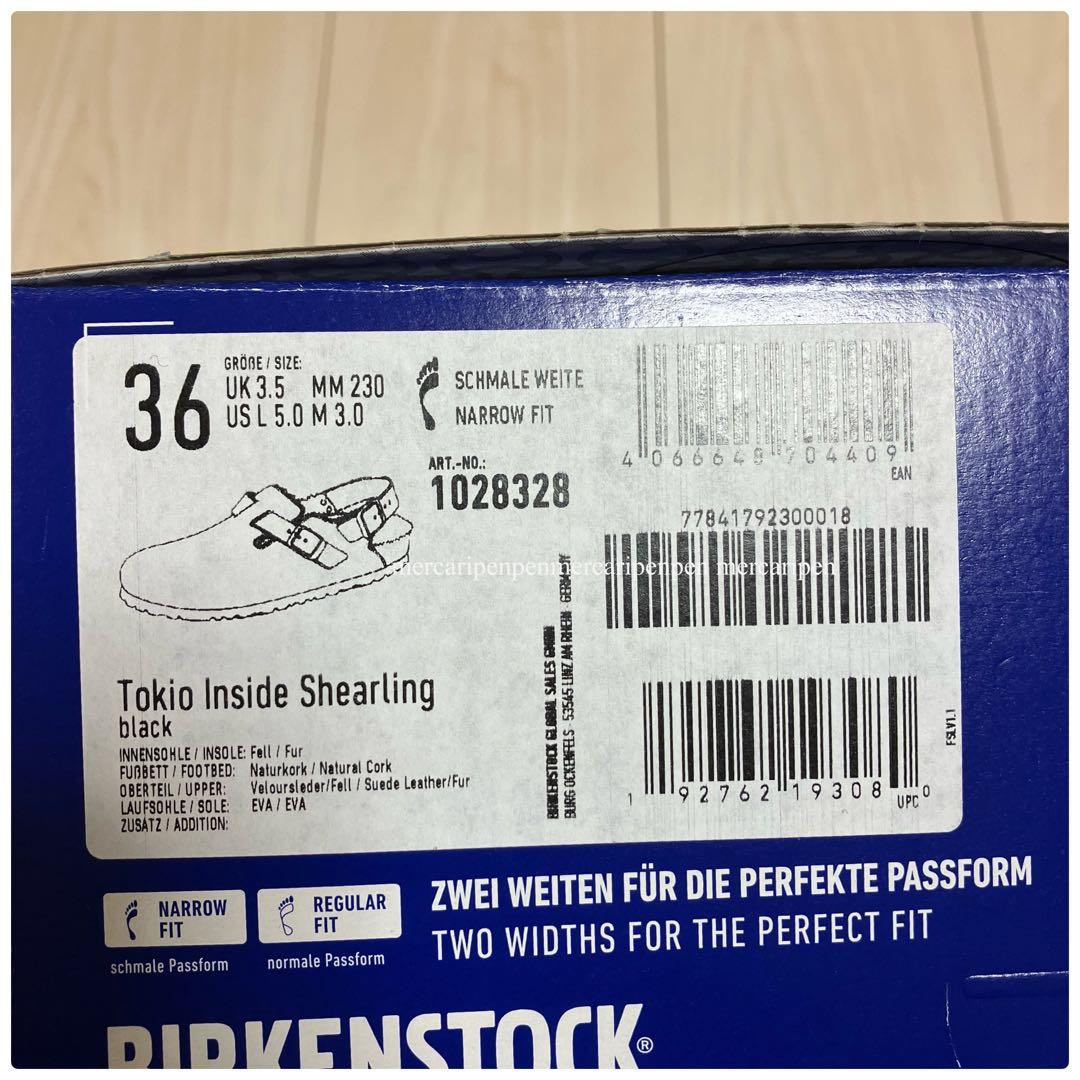 36
GRÖßE / SIZE:
UK 3.5 MM 230
US L 5.0 M 3.0
SCHMALE WEITE
NARROW FIT
ART.-NO.:
1028328
4 066648 704409
EAN
77841792300018
mercaripenpenmercaripenpen mercaripen
Tokio Inside Shearling
black
INNENSOHLE / INSOLE: Fell / Fur
FUßBETT / FOOTBED: Naturkork / Natural Cork
OBERTEIL / UPPER: Veloursleder/Fell / Suede Leather/Fur
LAUFSOHLE / SOLE: EVA / EVA
ZUSATZ / ADDITION:
BIRKENSTOCK GLOBAL SALES GMBH
BURG OCKENFELS - 53545 LINZ AM RHEIN - GERMANY
1 92762 19308 0
UPC
FSLV1.1
NARROW
FIT
schmale Passform
REGULAR
FIT
normale Passform
ZWEI WEITEN FÜR DIE PERFEKTE PASSFORM
TWO WIDTHS FOR THE PERFECT FIT
BIRKENSTOCK®